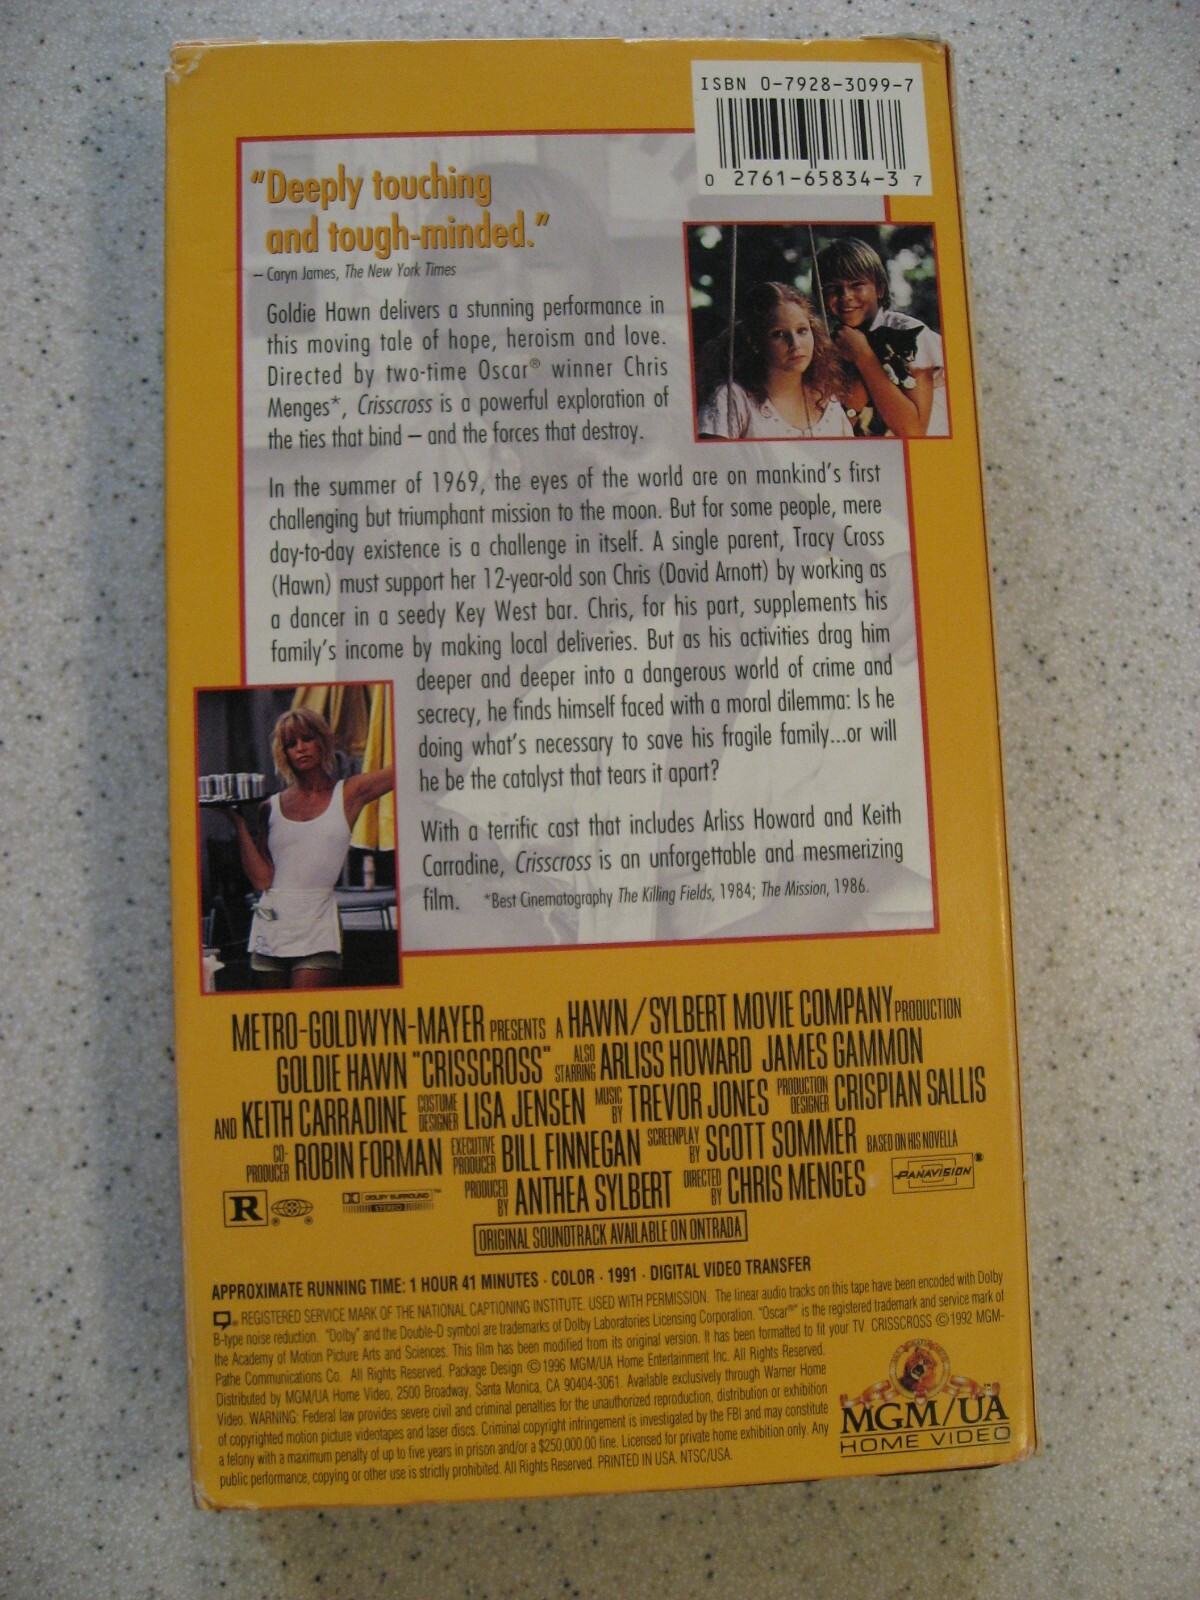 ISBN 0-7928-3099-7
0 2761-65834-3 7
"Deeply touching
and tough-minded."
– Caryn James, The New York Times
Goldie Hawn delivers a stunning performance in
this moving tale of hope, heroism and love.
Directed by two-time Oscar® winner Chris
Menges*, Crisscross is a powerful exploration of
the ties that bind – and the forces that destroy.
In the summer of 1969, the eyes of the world are on mankind's first
challenging but triumphant mission to the moon. But for some people, mere
day-to-day existence is a challenge in itself. A single parent, Tracy Cross
(Hawn) must support her 12-year-old son Chris (David Arnott) by working as
a dancer in a seedy Key West bar. Chris, for his part, supplements his
family's income by making local deliveries. But as his activities drag him
deeper and deeper into a dangerous world of crime and
secrecy, he finds himself faced with a moral dilemma: Is he
doing what's necessary to save his fragile family...or will
he be the catalyst that tears it apart?
With a terrific cast that includes Arliss Howard and Keith
Carradine, Crisscross is an unforgettable and mesmerizing
film. *Best Cinematography The Killing Fields, 1984; The Mission, 1986.
METRO-GOLDWYN-MAYER PRESENTS A HAWN/SYLBERT MOVIE COMPANY PRODUCTION
GOLDIE HAWN "CRISSCROSS" ALSO STARRING ARLISS HOWARD JAMES GAMMON
AND KEITH CARRADINE COSTUME DESIGNER LISA JENSEN MUSIC BY TREVOR JONES PRODUCTION DESIGNER CRISPIAN SALLIS
CO-PRODUCER ROBIN FORMAN EXECUTIVE PRODUCER BILL FINNEGAN SCREENPLAY BY SCOTT SOMMER BASED ON HIS NOVELLA
PRODUCED BY ANTHEA SYLBERT DIRECTED BY CHRIS MENGES PANAVISION®
R ® ® DOLBY SURROUND™
STEREO
ORIGINAL SOUNDTRACK AVAILABLE ON INTRADA
APPROXIMATE RUNNING TIME: 1 HOUR 41 MINUTES · COLOR · 1991 · DIGITAL VIDEO TRANSFER
REGISTERED SERVICE MARK OF THE NATIONAL CAPTIONING INSTITUTE. USED WITH PERMISSION. The linear audio tracks on this tape have been encoded with Dolby
B-type noise reduction. "Dolby" and the Double-D symbol are trademarks of Dolby Laboratories Licensing Corporation. "Oscar®" is the registered trademark and service mark of
the Academy of Motion Picture Arts and Sciences. This film has been modified from its original version. It has been formatted to fit your TV. CRISSCROSS ©1992 MGM-
Pathe Communications Co. All Rights Reserved. Package Design ©1996 MGM/UA Home Entertainment Inc. All Rights Reserved.
Distributed by MGM/UA Home Video, 2500 Broadway, Santa Monica, CA 90404-3061. Available exclusively through Warner Home
Video. WARNING: Federal law provides severe civil and criminal penalties for the unauthorized reproduction, distribution or exhibition
of copyrighted motion picture videotapes and laser discs. Criminal copyright infringement is investigated by the FBI and may constitute
a felony with a maximum penalty of up to five years in prison and/or a $250,000.00 fine. Licensed for private home exhibition only. Any
public performance, copying or other use is strictly prohibited. All Rights Reserved. PRINTED IN USA. NTSC/USA.
MGM/UA
HOME VIDEO